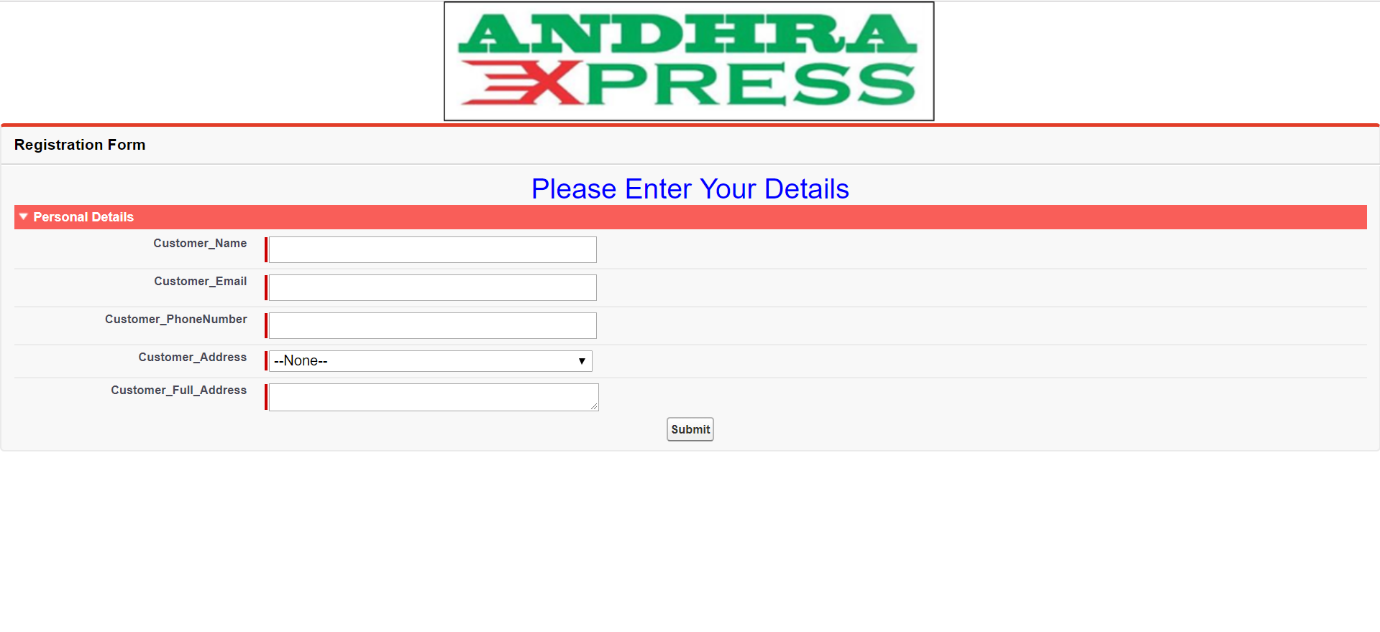 ANDHRA
XPRESS
Registration Form
Please Enter Your Details
Personal Details
Customer_Name
Customer_Email
Customer_PhoneNumber
Customer_Address --None--
Customer_Full_Address
Submit